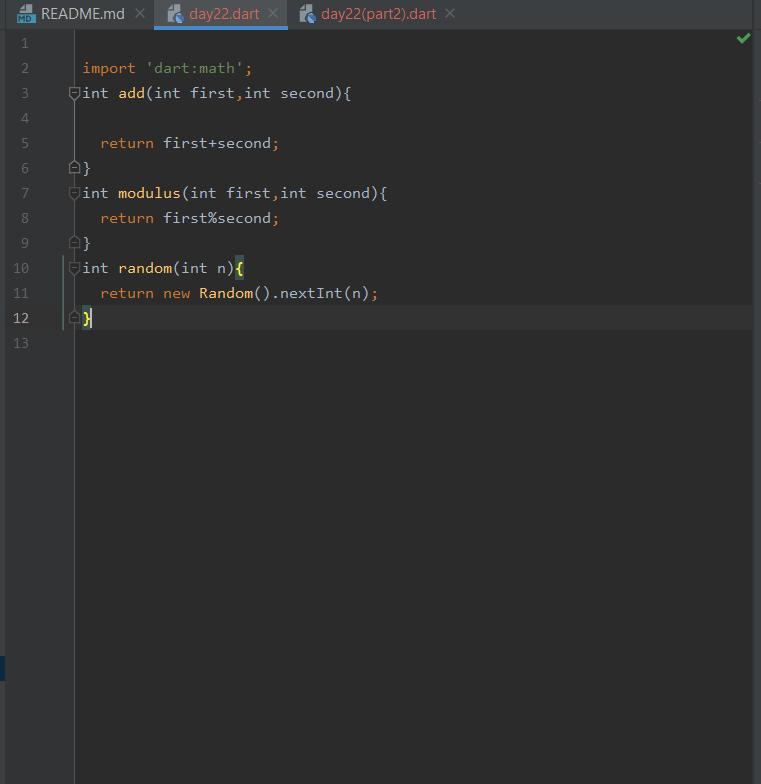 README.md day22.dart day22(part2).dart
MD
1
2 import 'dart:math';
3 int add(int first,int second){
4
5 return first+second;
6 }
7 int modulus(int first,int second){
8 return first%second;
9 }
10 int random(int n){
11 return new Random().nextInt(n);
12 }
13